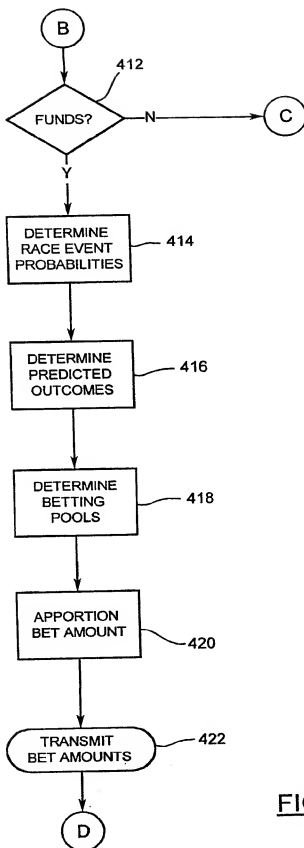 B
412
FUNDS?
N
C
Y
DETERMINE
RACE EVENT
PROBABILITIES
414
DETERMINE
PREDICTED
OUTCOMES
416
DETERMINE
BETTING
POOLS
418
APPORTION
BET AMOUNT
420
TRANSMIT
BET AMOUNTS
422
D